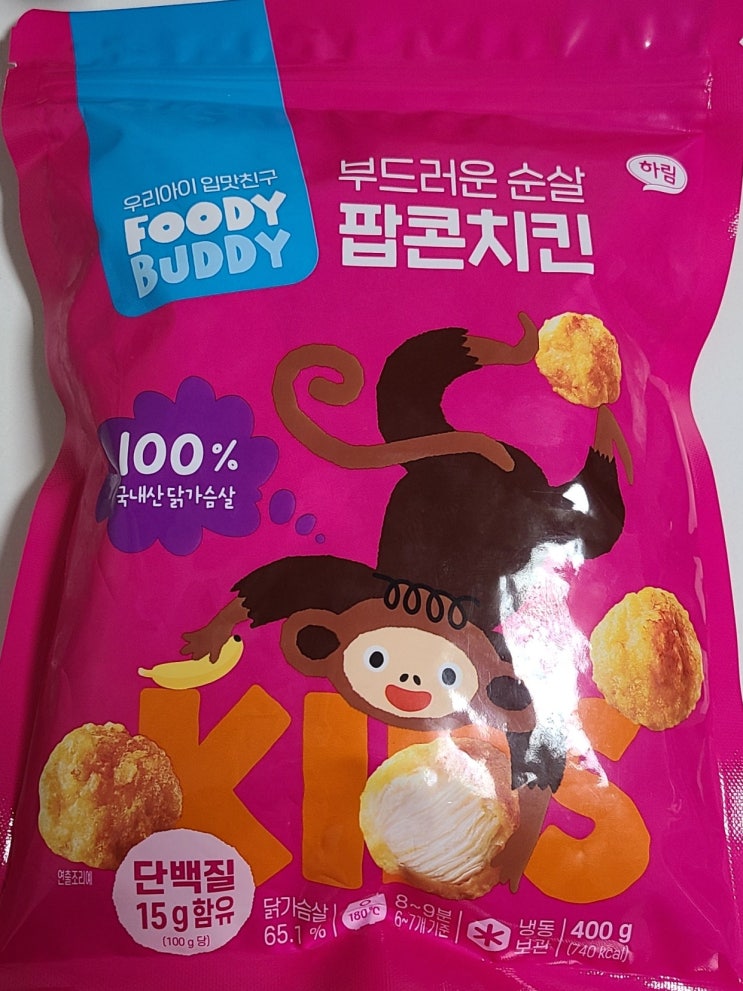 우리아이 입맛친구
FOODY
BUDDY
부드러운 순살
팝콘치킨
하림
100%
국내산 닭가슴살
KIDS
연출조리예
단백질
15g 함유
(100g 당)
닭가슴살
65.1%
180℃
8~9분
6~7개 기준
냉동
보관
400 g
(740 kcal)